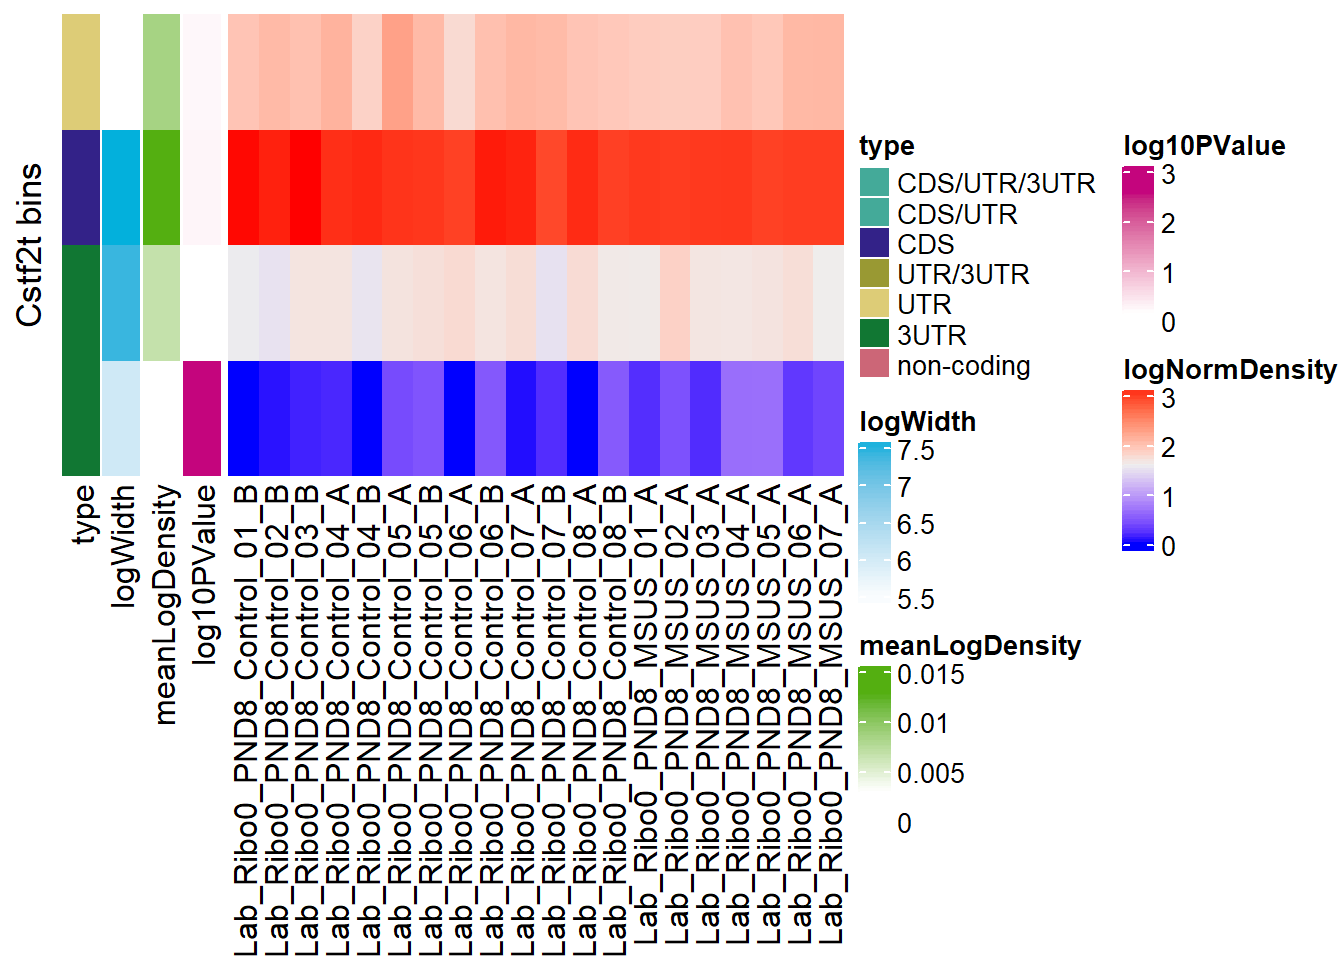 Cstf2t bins
type
logWidth
meanLogDensity
log10PValue
Lab_Ribo0_PND8_Control_01_B
Lab_Ribo0_PND8_Control_02_B
Lab_Ribo0_PND8_Control_03_B
Lab_Ribo0_PND8_Control_04_A
Lab_Ribo0_PND8_Control_04_B
Lab_Ribo0_PND8_Control_05_A
Lab_Ribo0_PND8_Control_05_B
Lab_Ribo0_PND8_Control_06_A
Lab_Ribo0_PND8_Control_06_B
Lab_Ribo0_PND8_Control_07_A
Lab_Ribo0_PND8_Control_07_B
Lab_Ribo0_PND8_Control_08_A
Lab_Ribo0_PND8_Control_08_B
Lab_Ribo0_PND8_MSUS_01_A
Lab_Ribo0_PND8_MSUS_02_A
Lab_Ribo0_PND8_MSUS_03_A
Lab_Ribo0_PND8_MSUS_04_A
Lab_Ribo0_PND8_MSUS_05_A
Lab_Ribo0_PND8_MSUS_06_A
Lab_Ribo0_PND8_MSUS_07_A
type
CDS/UTR/3UTR
CDS/UTR
CDS
UTR/3UTR
UTR
3UTR
non-coding
logWidth
7.5
7
6.5
6
5.5
meanLogDensity
0.015
0.01
0.005
0
log10PValue
3
2
1
0
logNormDensity
3
2
1
0